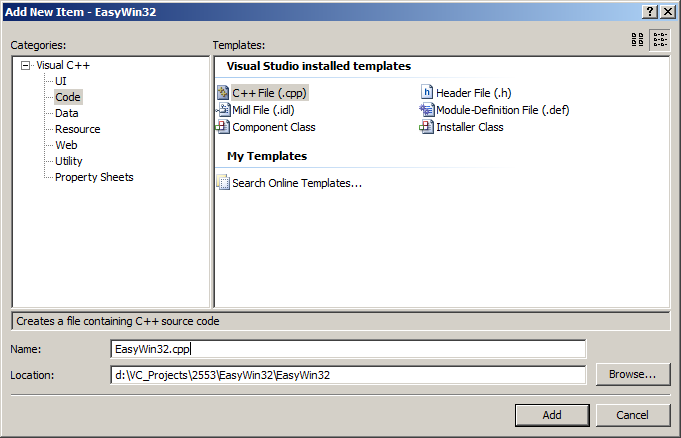 Add New Item - EasyWin32
Categories:
Templates:
Visual C++
UI
Code
Data
Resource
Web
Utility
Property Sheets
Visual Studio installed templates
C++ File (.cpp)
Header File (.h)
Midl File (.idl)
Module-Definition File (.def)
Component Class
Installer Class
My Templates
Search Online Templates...
Creates a file containing C++ source code
Name:
EasyWin32.cpp
Location:
d:\VC_Projects\2553\EasyWin32\EasyWin32
Browse...
Add
Cancel